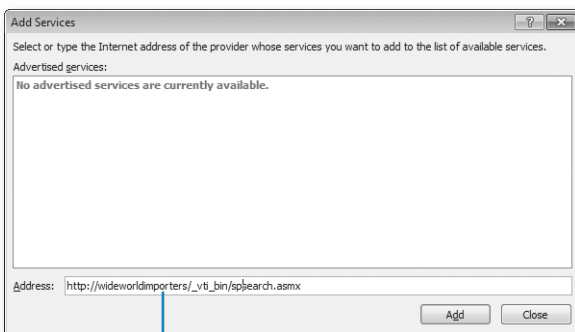 Add Services
Select or type the Internet address of the provider whose services you want to add to the list of available services.
Advertised services:
No advertised services are currently available.
Address: http://wideworldimporters/_vti_bin/spsearch.asmx
Add Close